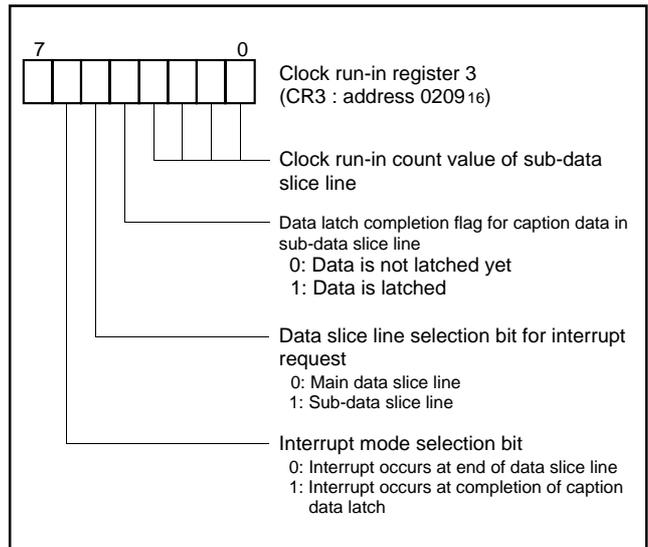 7 0
Clock run-in register 3
(CR3 : address 020916)
Clock run-in count value of sub-data
slice line
Data latch completion flag for caption data in
sub-data slice line
0: Data is not latched yet
1: Data is latched
Data slice line selection bit for interrupt
request
0: Main data slice line
1: Sub-data slice line
Interrupt mode selection bit
0: Interrupt occurs at end of data slice line
1: Interrupt occurs at completion of caption
data latch